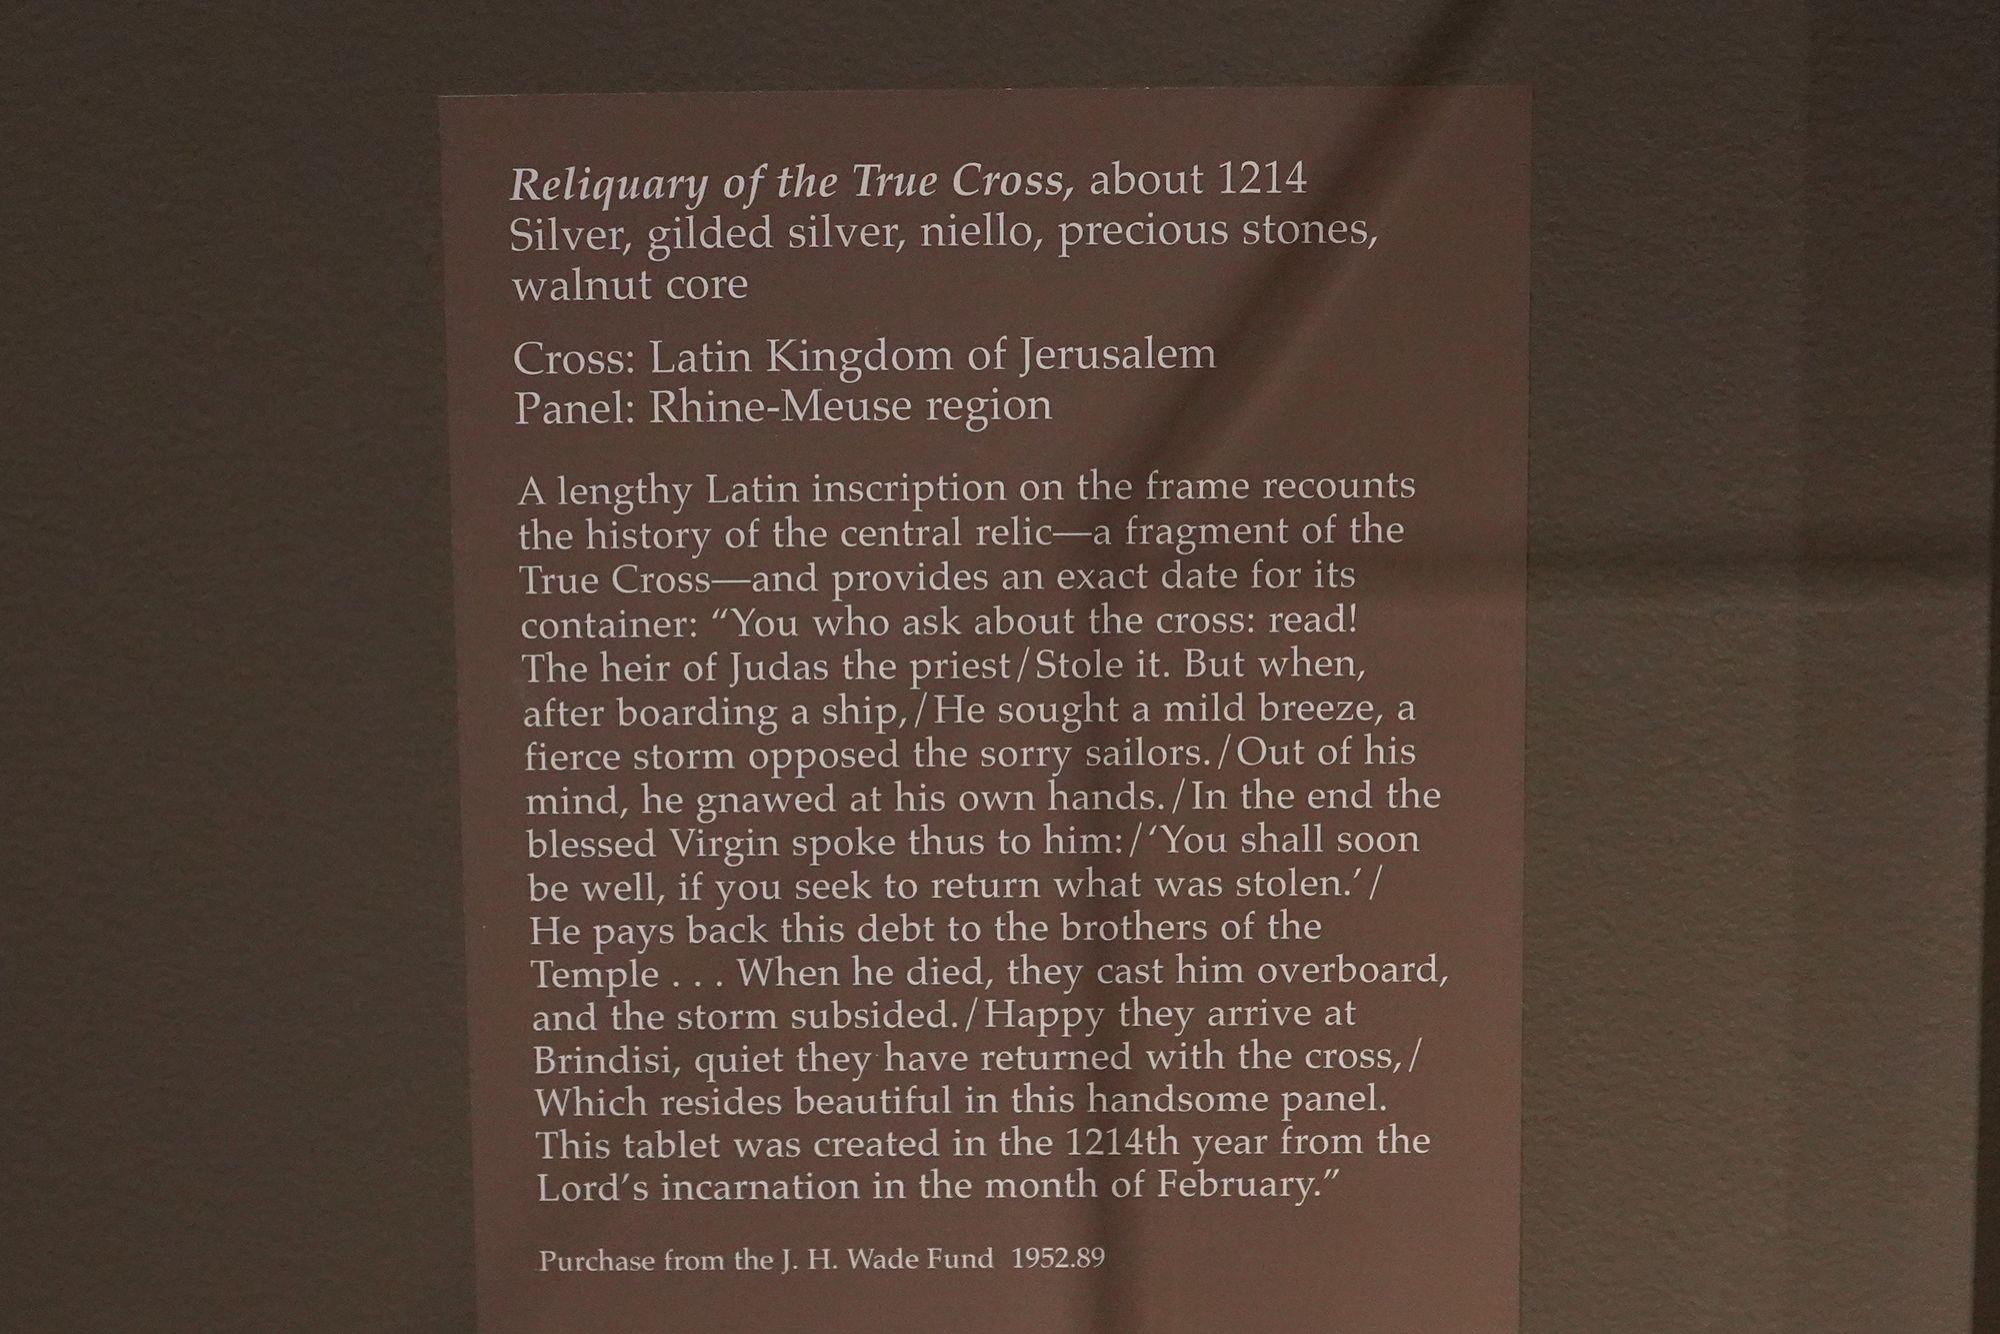 Reliquary of the True Cross, about 1214
Silver, gilded silver, niello, precious stones,
walnut core
Cross: Latin Kingdom of Jerusalem
Panel: Rhine-Meuse region
A lengthy Latin inscription on the frame recounts
the history of the central relic—a fragment of the
True Cross—and provides an exact date for its
container: “You who ask about the cross: read!
The heir of Judas the priest/Stole it. But when,
after boarding a ship,/He sought a mild breeze, a
fierce storm opposed the sorry sailors./Out of his
mind, he gnawed at his own hands./In the end the
blessed Virgin spoke thus to him:/‘You shall soon
be well, if you seek to return what was stolen.’/
He pays back this debt to the brothers of the
Temple . . . When he died, they cast him overboard,
and the storm subsided./Happy they arrive at
Brindisi, quiet they have returned with the cross,/
Which resides beautiful in this handsome panel.
This tablet was created in the 1214th year from the
Lord’s incarnation in the month of February.”
Purchase from the J. H. Wade Fund 1952.89